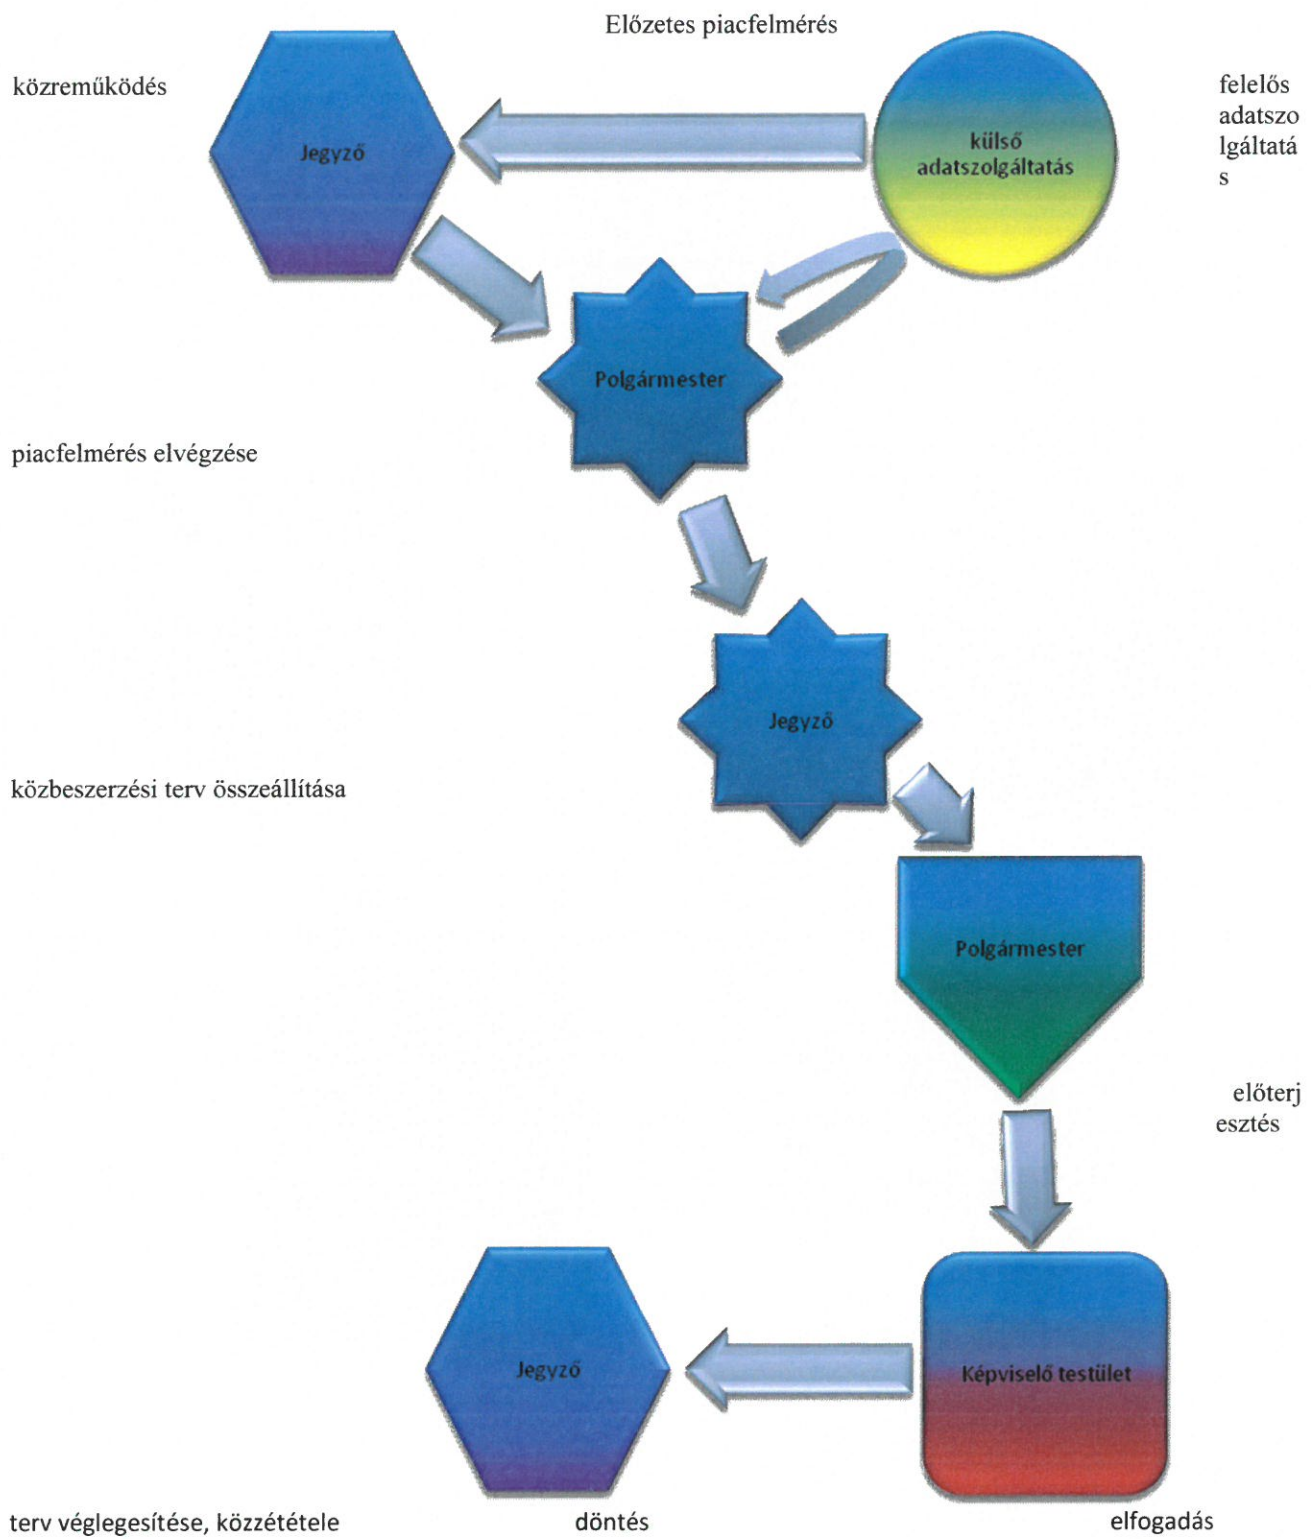 Előzetes piacfelmérés
közreműködés
felelős
adatszo
lgáltatá
s
Jegyző
külső
adatszolgáltatás
Polgármester
piacfelmérés elvégzése
Jegyző
közbeszerzési terv összeállítása
Polgármester
előterj
esztés
Jegyző
Képviselő testület
terv véglegesítése, közzététele
döntés
elfogadás